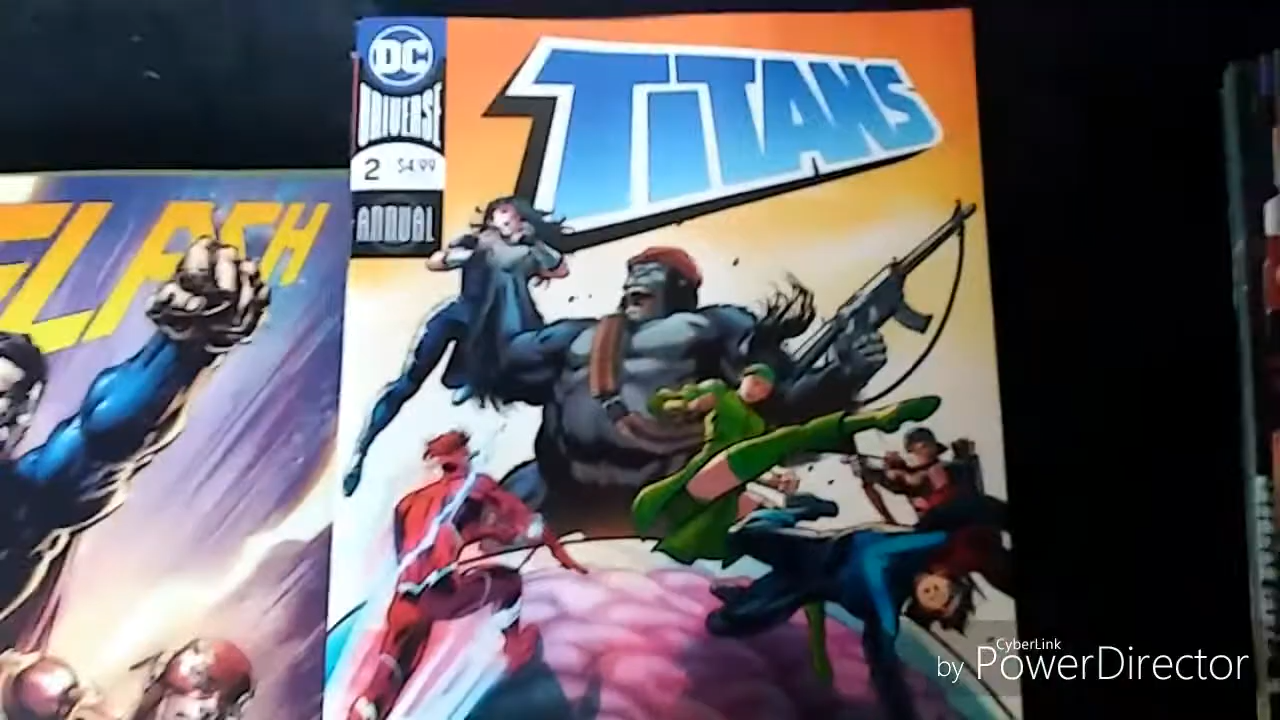 DC
UNIVERSE
2 $4.99
ANNUAL
TITANS
FLASH
CyberLink
by PowerDirector